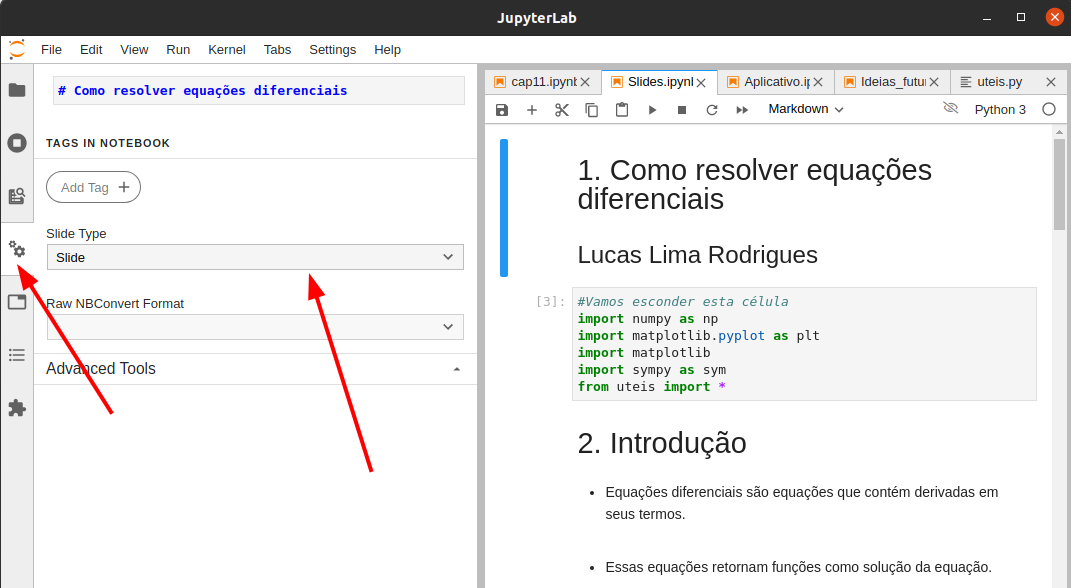 JupyterLab
File Edit View Run Kernel Tabs Settings Help
# Como resolver equações diferenciais
TAGS IN NOTEBOOK
Add Tag +
Slide Type
Slide
Raw NBConvert Format
Advanced Tools
cap11.ipynb Slides.ipynl Aplicativo.ip Ideias_futu uteis.py
Markdown Python 3
1. Como resolver equações
diferenciais
Lucas Lima Rodrigues
[3]: #Vamos esconder esta célula
import numpy as np
import matplotlib.pyplot as plt
import matplotlib
import sympy as sym
from uteis import *
2. Introdução
• Equações diferenciais são equações que contém derivadas em
seus termos.
• Essas equações retornam funções como solução da equação.